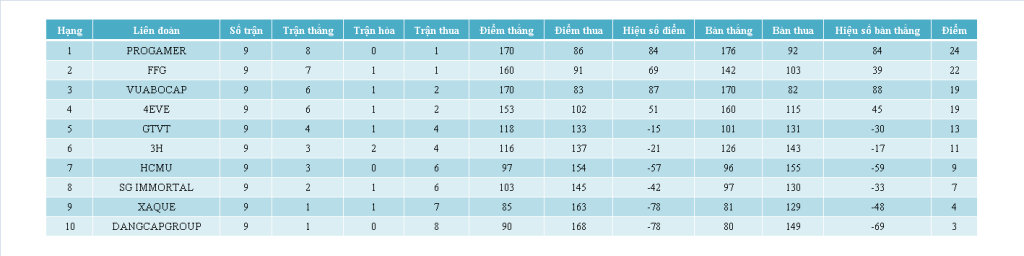 Hạng Liên đoàn Số trận Trận thắng Trận hòa Trận thua Điểm thắng Điểm thua Hiệu số điểm Bàn thắng Bàn thua Hiệu số bàn thắng Điểm
1 PROGAMER 9 8 0 1 170 86 84 176 92 84 24
2 FFG 9 7 1 1 160 91 69 142 103 39 22
3 VUABOCAP 9 6 1 2 170 83 87 170 82 88 19
4 4EVE 9 6 1 2 153 102 51 160 115 45 19
5 GTVT 9 4 1 4 118 133 -15 101 131 -30 13
6 3H 9 3 2 4 116 137 -21 126 143 -17 11
7 HCMU 9 3 0 6 97 154 -57 96 155 -59 9
8 SG IMMORTAL 9 2 1 6 103 145 -42 97 130 -33 7
9 XAQUE 9 1 1 7 85 163 -78 81 129 -48 4
10 DANGCAPGROUP 9 1 0 8 90 168 -78 80 149 -69 3